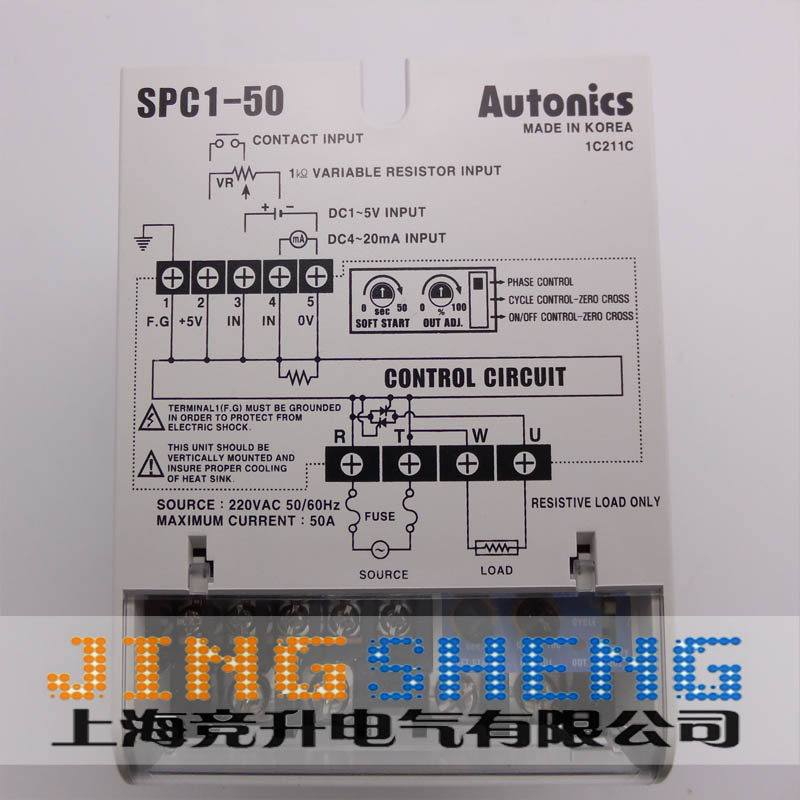 SPC1-50
Autonics
MADE IN KOREA
1C211C
CONTACT INPUT
1kΩ VARIABLE RESISTOR INPUT
VR
+ −
DC1~5V INPUT
mA
DC4~20mA INPUT
1 2 3 4 5
F.G +5V IN IN 0V
0 sec 50
SOFT START
0 % 100
OUT ADJ.
PHASE CONTROL
CYCLE CONTROL-ZERO CROSS
ON/OFF CONTROL-ZERO CROSS
CONTROL CIRCUIT
TERMINAL1(F.G) MUST BE GROUNDED
IN ORDER TO PROTECT FROM
ELECTRIC SHOCK.
THIS UNIT SHOULD BE
VERTICALLY MOUNTED AND
INSURE PROPER COOLING
OF HEAT SINK.
R T W U
SOURCE : 220VAC 50/60Hz
MAXIMUM CURRENT : 50A
FUSE
RESISTIVE LOAD ONLY
SOURCE
LOAD
CYCLE
OUT
JINGSHENG
上海竞升电气有限公司